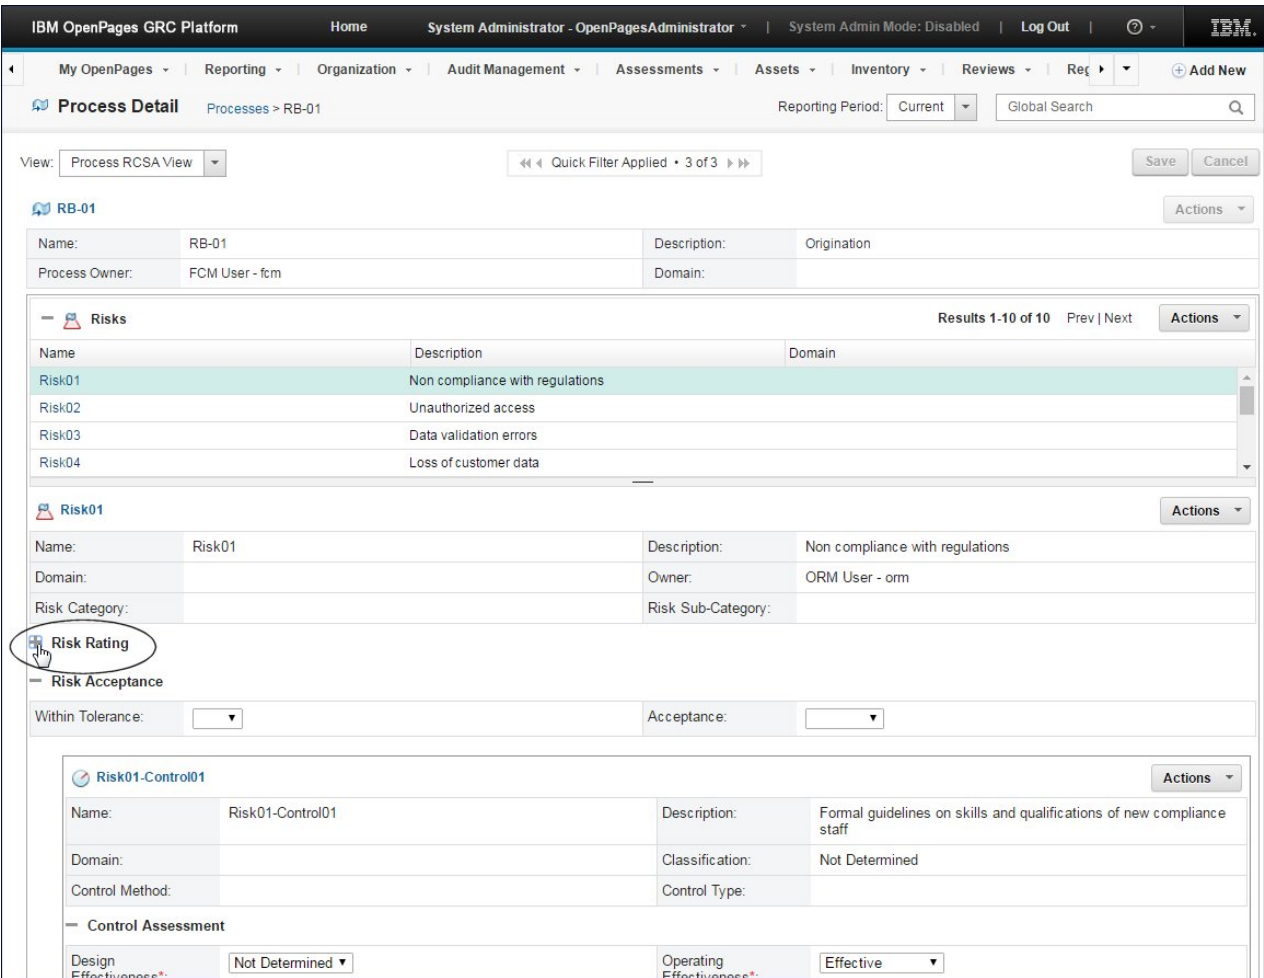 IBM OpenPages GRC Platform Home System Administrator - OpenPagesAdministrator | System Admin Mode: Disabled | Log Out | IBM.
My OpenPages | Reporting | Organization | Audit Management | Assessments | Assets | Inventory | Reviews | Reg Add New
Process Detail Processes > RB-01 Reporting Period: Current Global Search
View: Process RCSA View Quick Filter Applied • 3 of 3 Save Cancel
RB-01 Actions
Name: RB-01 Description: Origination
Process Owner: FCM User - fcm Domain:
Risks Results 1-10 of 10 Prev | Next Actions
Name Description Domain
Risk01 Non compliance with regulations
Risk02 Unauthorized access
Risk03 Data validation errors
Risk04 Loss of customer data
Risk01 Actions
Name: Risk01 Description: Non compliance with regulations
Domain: Owner: ORM User - orm
Risk Category: Risk Sub-Category:
Risk Rating
Risk Acceptance
Within Tolerance: Acceptance:
Risk01-Control01 Actions
Name: Risk01-Control01 Description: Formal guidelines on skills and qualifications of new compliance
staff
Domain: Classification: Not Determined
Control Method: Control Type:
Control Assessment
Design Not Determined Operating Effective
Effectiveness*: Effectiveness*: